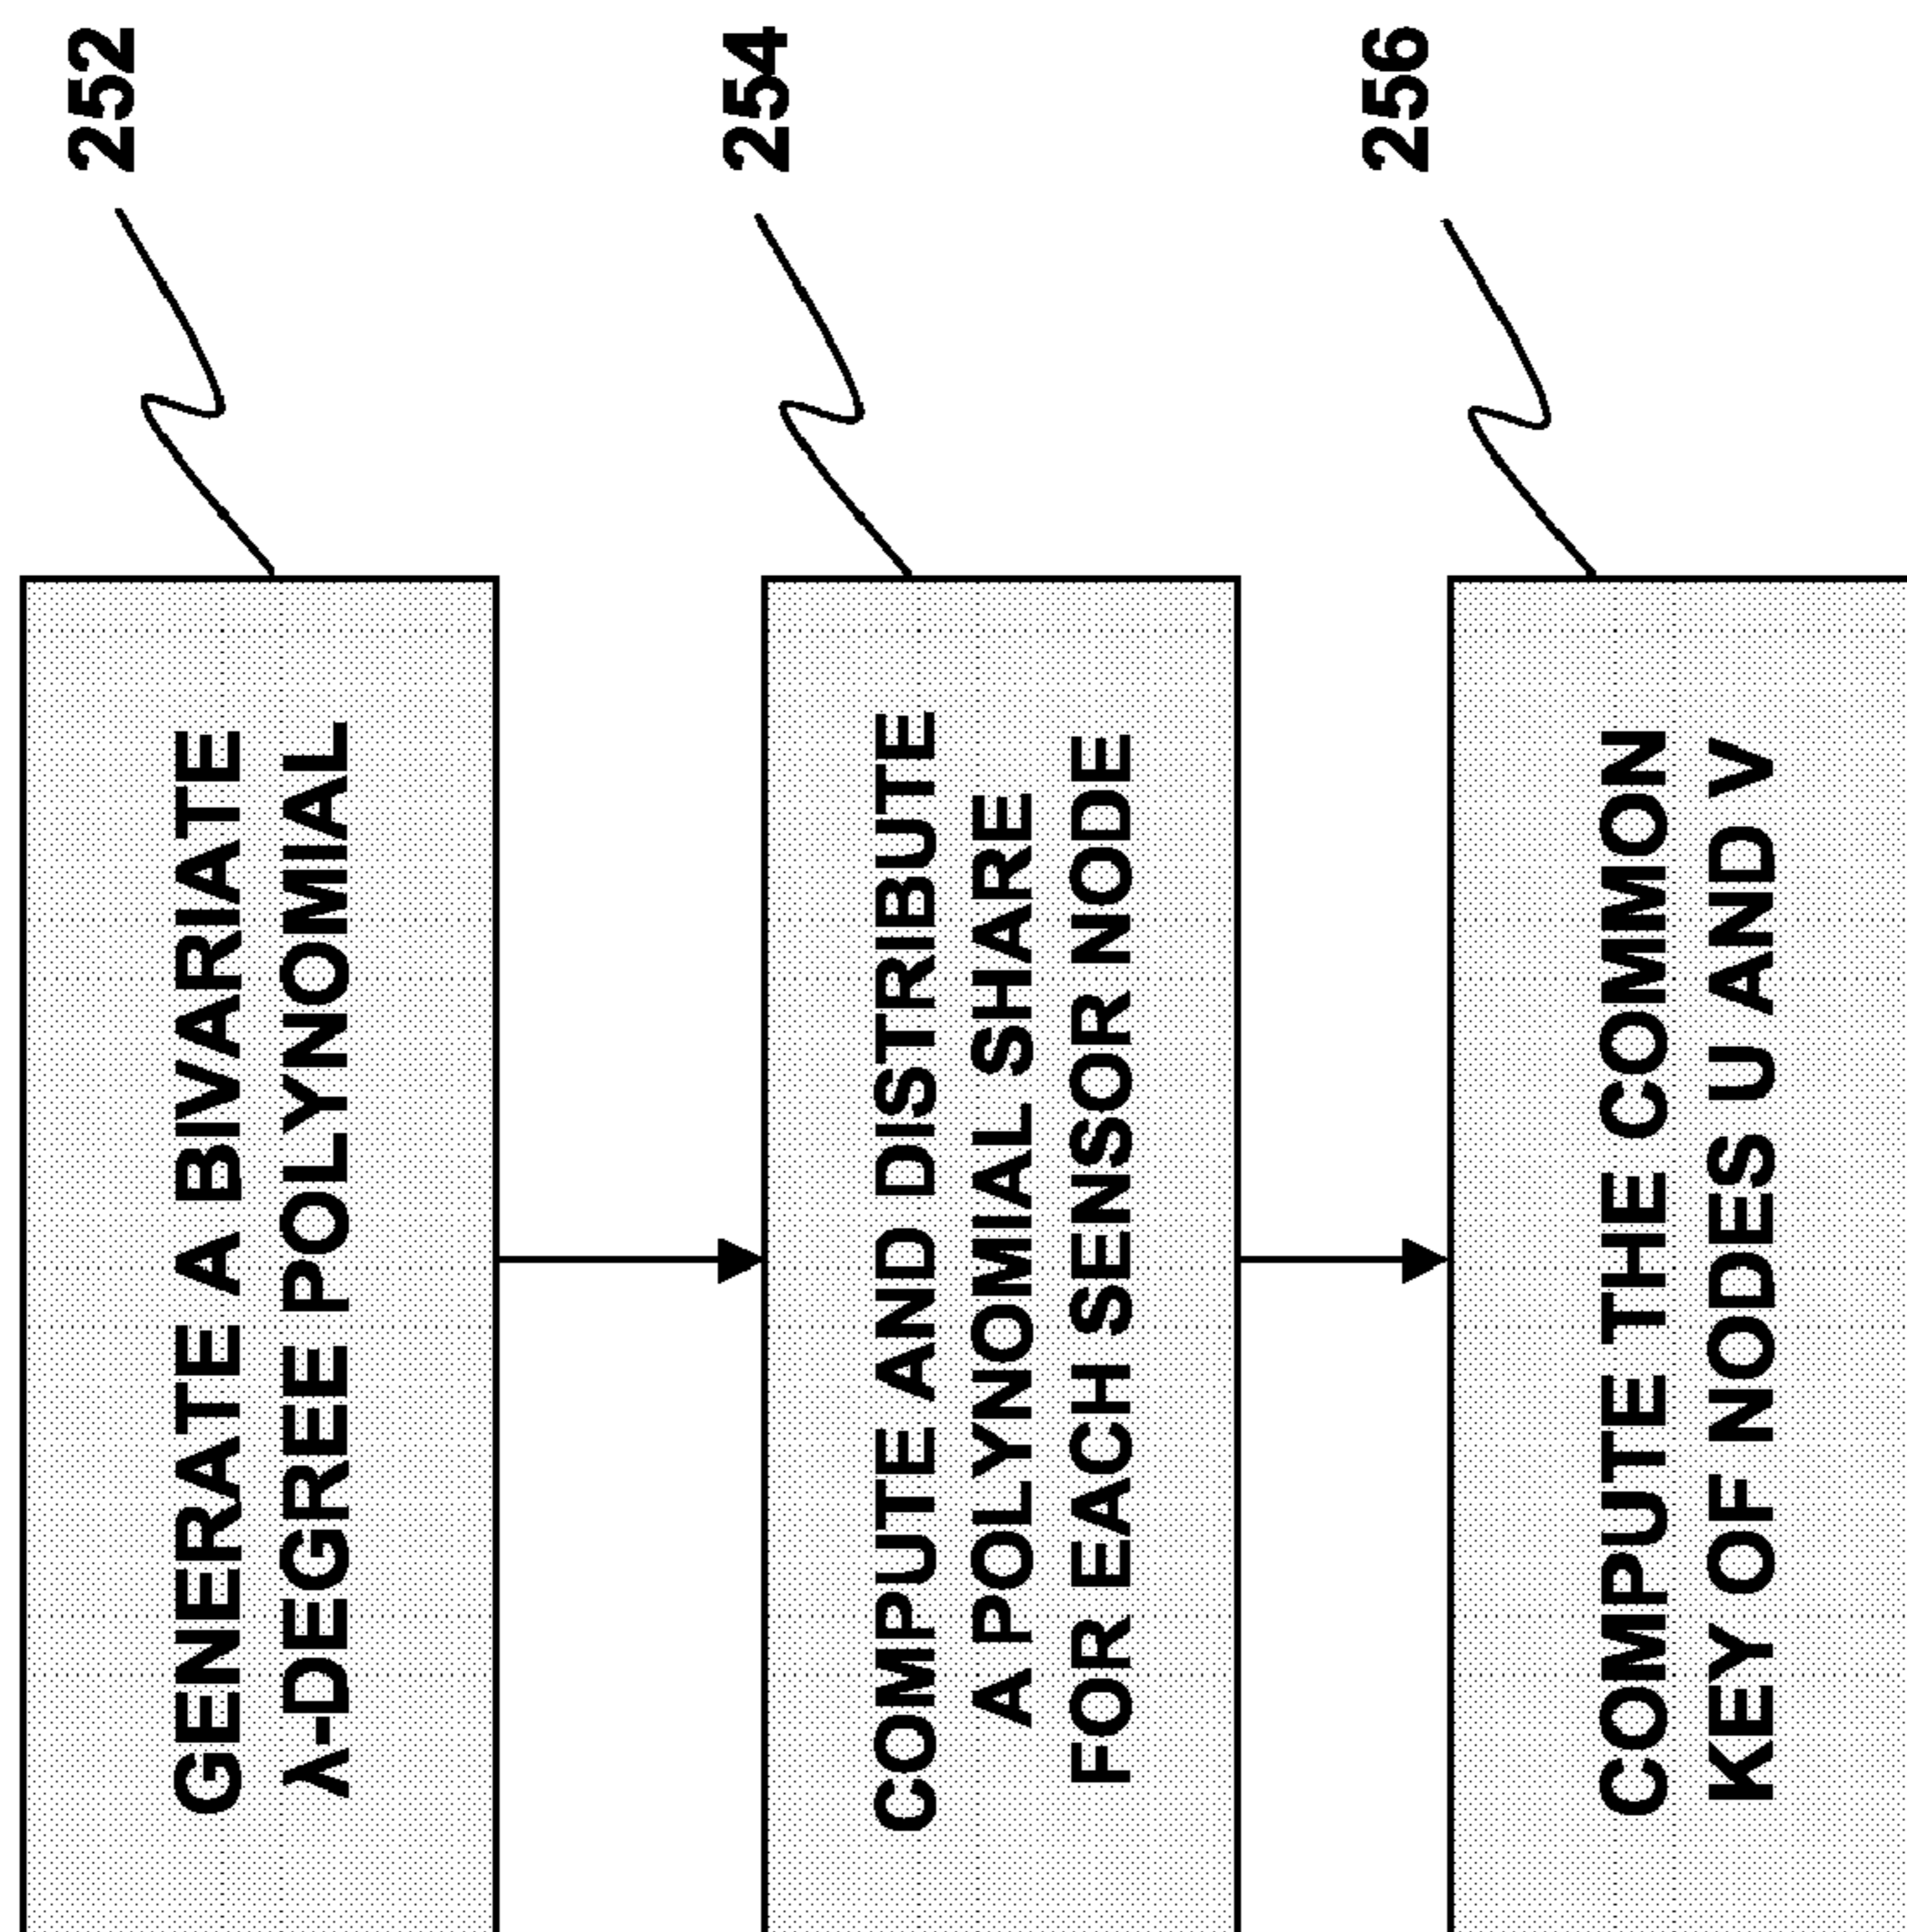 252
GENERATE A BIVARIATE
λ-DEGREE POLYNOMIAL
254
COMPUTE AND DISTRIBUTE
A POLYNOMIAL SHARE
FOR EACH SENSOR NODE
256
COMPUTE THE COMMON
KEY OF NODES U AND V